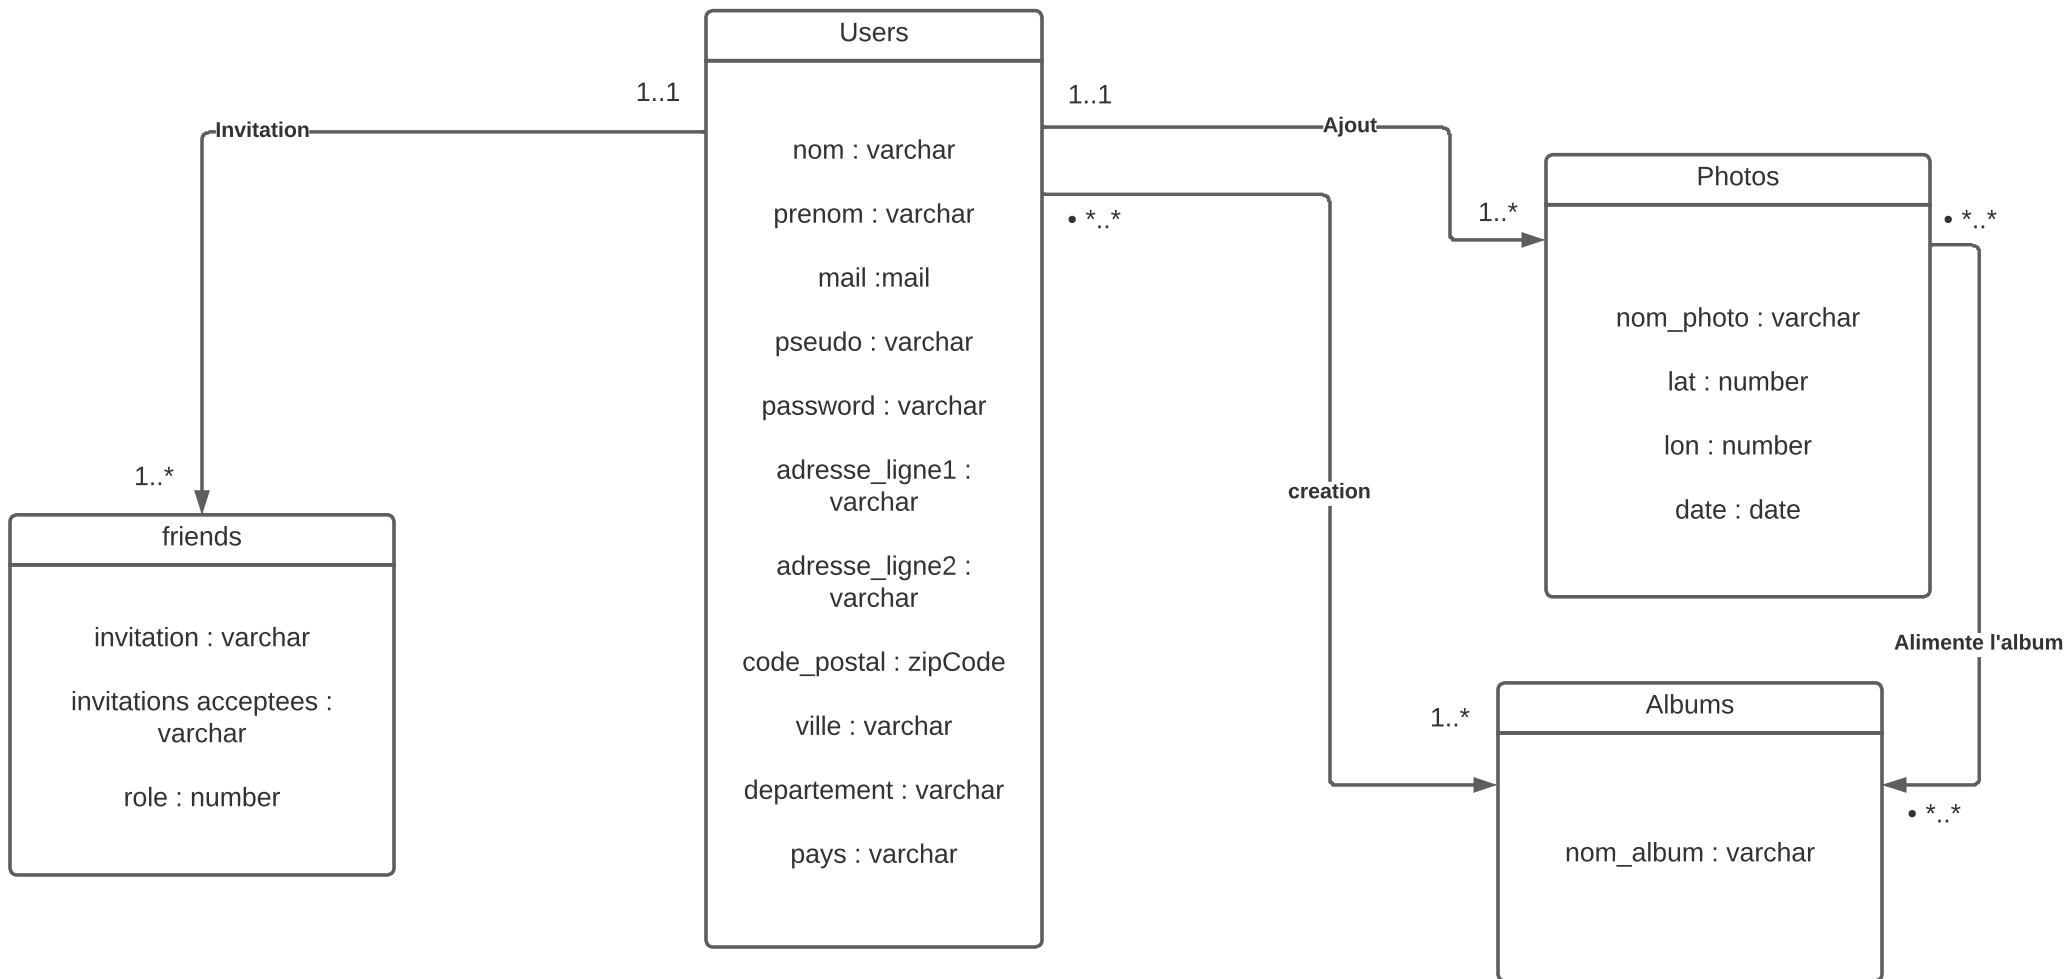 Users
1..1
1..1
Invitation
Ajout
nom : varchar
prenom : varchar
mail :mail
pseudo : varchar
password : varchar
adresse_ligne1 :
varchar
adresse_ligne2 :
varchar
code_postal : zipCode
ville : varchar
departement : varchar
pays : varchar
• *..*
1..*
Photos
• *..*
nom_photo : varchar
lat : number
lon : number
date : date
creation
Alimente l'album
1..*
friends
invitation : varchar
invitations acceptees :
varchar
role : number
1..*
Albums
• *..*
nom_album : varchar